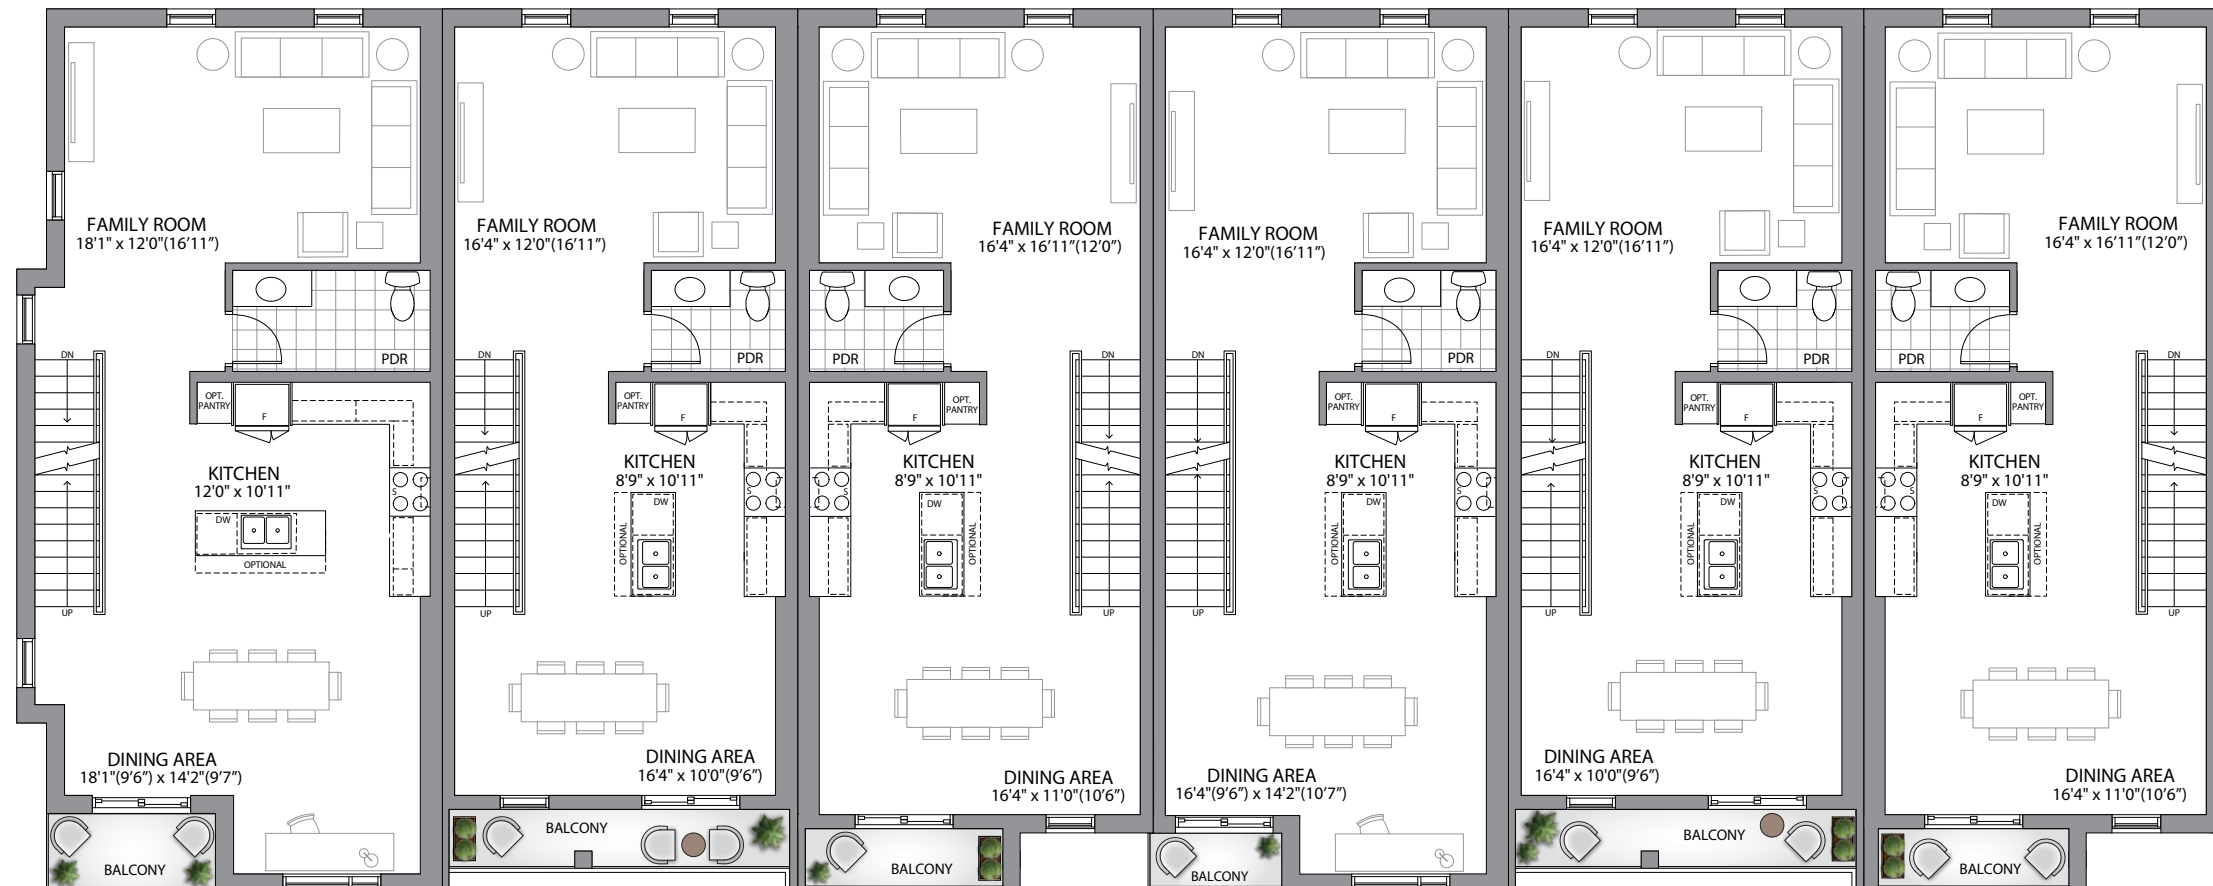 FAMILY ROOM
18'1" x 12'0"(16'11")
PDR
DN
OPT.
PANTRY
F
KITCHEN
12'0" x 10'11"
S
DW
OPTIONAL
UP
DINING AREA
18'1"(9'6") x 14'2"(9'7")
BALCONY
FAMILY ROOM
16'4" x 12'0"(16'11")
PDR
DN
OPT.
PANTRY
F
KITCHEN
8'9" x 10'11"
S
DW
OPTIONAL
UP
DINING AREA
16'4" x 10'0"(9'6")
BALCONY
FAMILY ROOM
16'4" x 16'11"(12'0")
PDR
DN
OPT.
PANTRY
F
KITCHEN
8'9" x 10'11"
S
DW
OPTIONAL
UP
DINING AREA
16'4" x 11'0"(10'6")
BALCONY
FAMILY ROOM
16'4" x 12'0"(16'11")
PDR
DN
OPT.
PANTRY
F
KITCHEN
8'9" x 10'11"
S
DW
OPTIONAL
UP
DINING AREA
16'4"(9'6") x 14'2"(10'7")
BALCONY
FAMILY ROOM
16'4" x 12'0"(16'11")
PDR
DN
OPT.
PANTRY
F
KITCHEN
8'9" x 10'11"
S
DW
OPTIONAL
UP
DINING AREA
16'4" x 10'0"(9'6")
BALCONY
FAMILY ROOM
16'4" x 16'11"(12'0")
PDR
DN
OPT.
PANTRY
F
KITCHEN
8'9" x 10'11"
S
DW
OPTIONAL
UP
DINING AREA
16'4" x 11'0"(10'6")
BALCONY